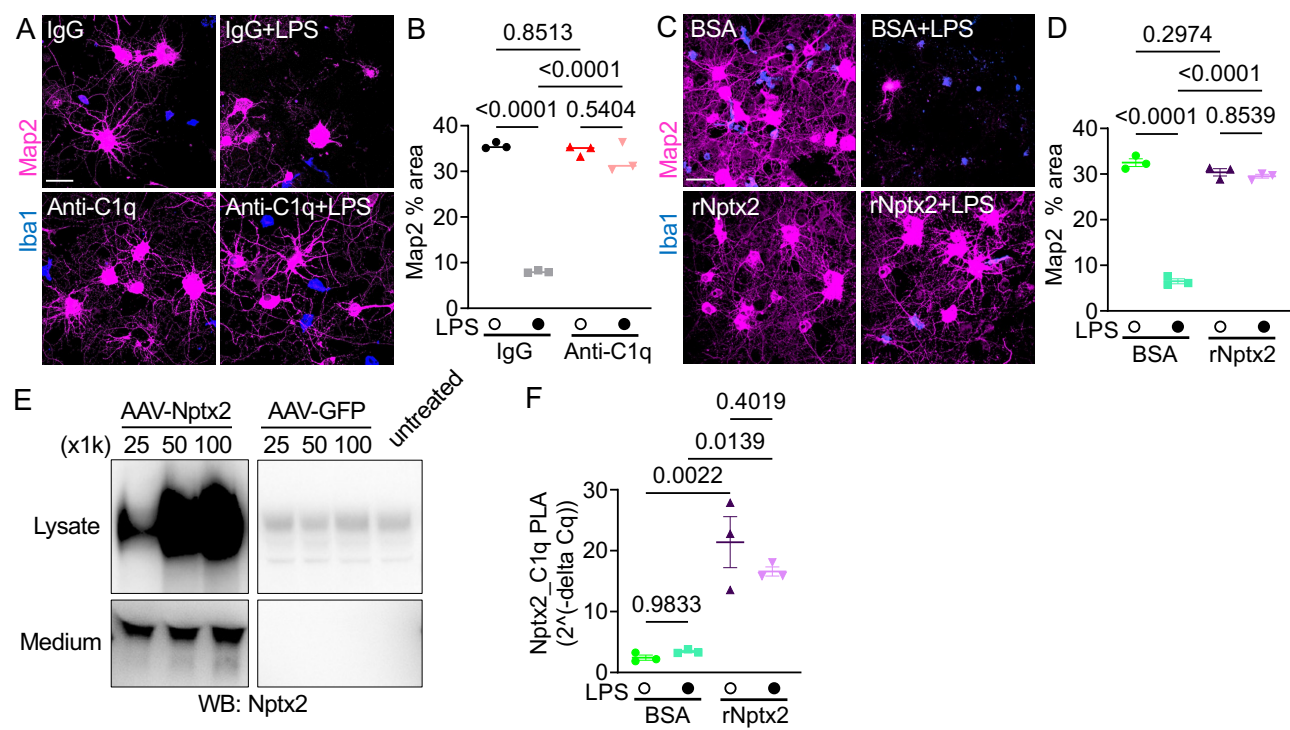 A
IgG
IgG+LPS
Anti-C1q
Anti-C1q+LPS
Map2
Iba1
B
0.8513
<0.0001
<0.0001
0.5404
40
30
20
10
0
Map2 % area
LPS
IgG
Anti-C1q
C
BSA
BSA+LPS
rNptx2
rNptx2+LPS
Map2
Iba1
D
0.2974
<0.0001
<0.0001
0.8539
40
30
20
10
0
Map2 % area
LPS
BSA
rNptx2
E
AAV-Nptx2
AAV-GFP
untreated
(x1k) 25 50 100 25 50 100
Lysate
Medium
WB: Nptx2
F
0.4019
0.0139
0.0022
0.9833
30
20
10
0
Nptx2_C1q PLA
(2^(-delta Cq))
LPS
BSA
rNptx2